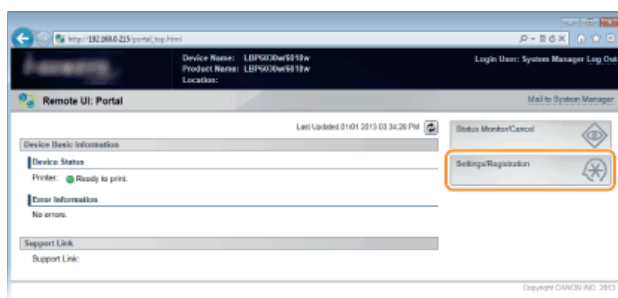 http://192.168.0.215/portal_top.html
Device Name: LBP6030w/6018w
Product Name: LBP6030w/6018w
Location:
Login User: System Manager Log Out
Remote UI: Portal
Mail to System Manager
Last Updated 01/01 2013 03:34:28 PM
Device Basic Information
Device Status
Printer: Ready to print.
Error Information
No errors.
Support Link
Support Link:
Status Monitor/Cancel
Settings/Registration
Copyright CANON INC. 2013